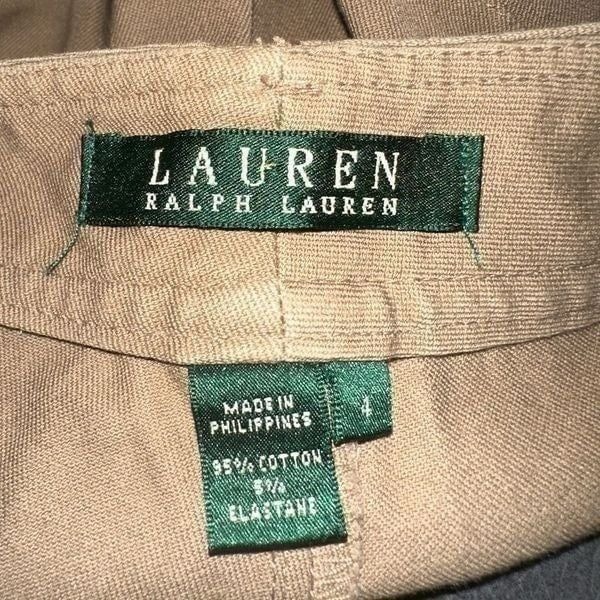 LAUREN
RALPH LAUREN
MADE IN
PHILIPPINES
95% COTTON
5%
ELASTANE
4